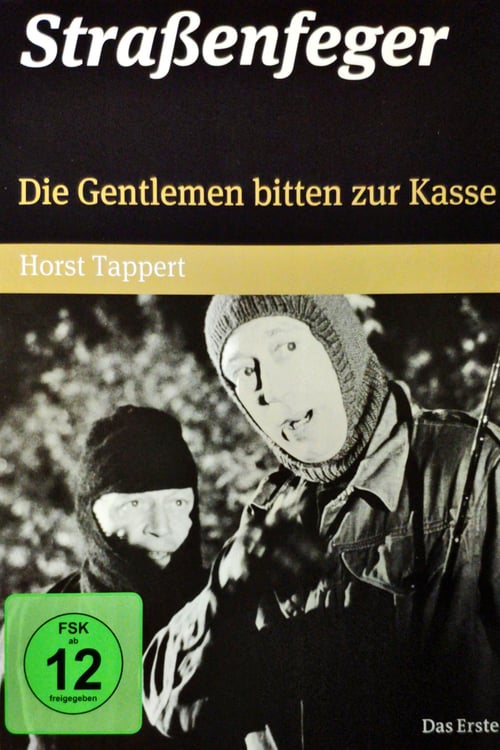 Straßenfeger
Die Gentlemen bitten zur Kasse
Horst Tappert
FSK
ab
12
freigegeben
Das Erste